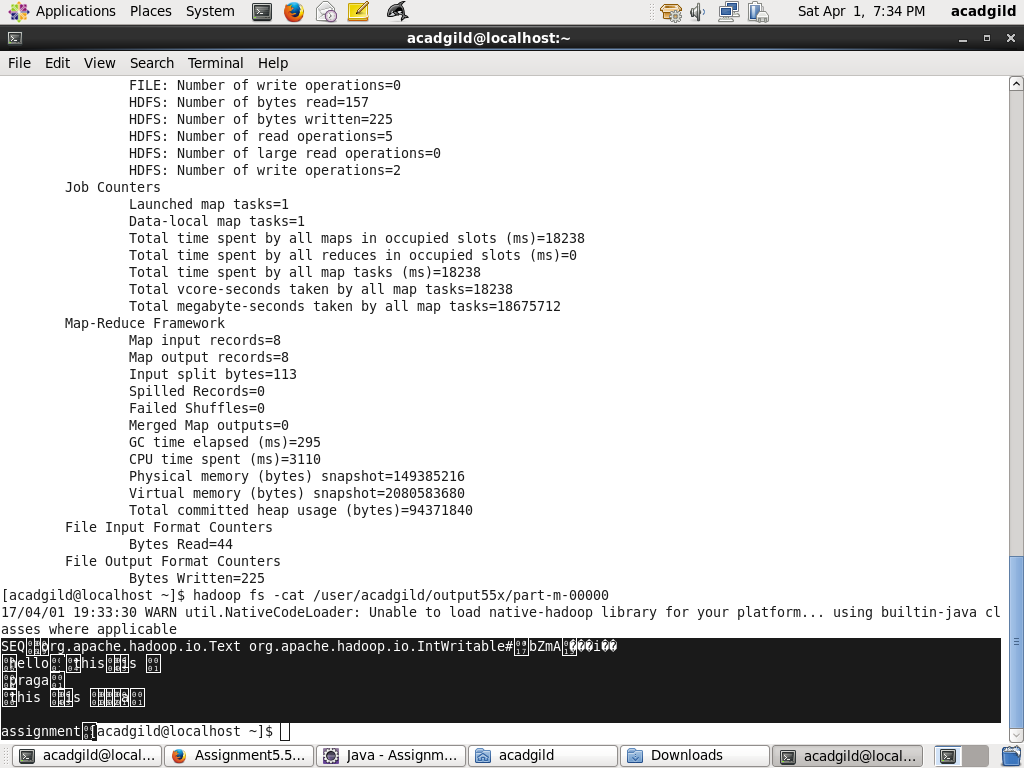 Applications Places System Sat Apr 1, 7:34 PM acadgild
acadgild@localhost:~
File Edit View Search Terminal Help
FILE: Number of write operations=0
HDFS: Number of bytes read=157
HDFS: Number of bytes written=225
HDFS: Number of read operations=5
HDFS: Number of large read operations=0
HDFS: Number of write operations=2
Job Counters
Launched map tasks=1
Data-local map tasks=1
Total time spent by all maps in occupied slots (ms)=18238
Total time spent by all reduces in occupied slots (ms)=0
Total time spent by all map tasks (ms)=18238
Total vcore-seconds taken by all map tasks=18238
Total megabyte-seconds taken by all map tasks=18675712
Map-Reduce Framework
Map input records=8
Map output records=8
Input split bytes=113
Spilled Records=0
Failed Shuffles=0
Merged Map outputs=0
GC time elapsed (ms)=295
CPU time spent (ms)=3110
Physical memory (bytes) snapshot=149385216
Virtual memory (bytes) snapshot=2080583680
Total committed heap usage (bytes)=94371840
File Input Format Counters
Bytes Read=44
File Output Format Counters
Bytes Written=225
[acadgild@localhost ~]$ hadoop fs -cat /user/acadgild/output55x/part-m-00000
17/04/01 19:33:30 WARN util.NativeCodeLoader: Unable to load native-hadoop library for your platform... using builtin-java cl
asses where applicable
SEQ org.apache.hadoop.io.Text org.apache.hadoop.io.IntWritable# bZmA ���i��
hello this is
praga
this is a
assignment [acadgild@localhost ~]$
acadgild@local... Assignment5.5... Java - Assignm... acadgild Downloads acadgild@local...